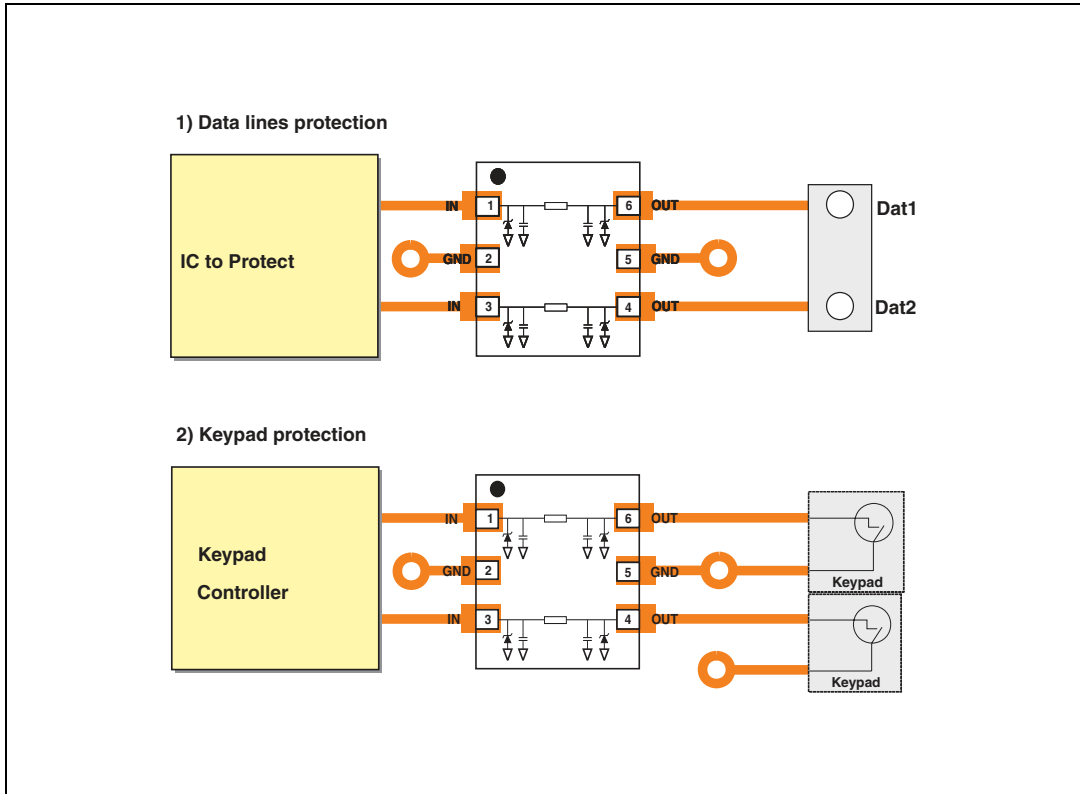 1) Data lines protection
IC to Protect
IN 1 6 OUT Dat1
GND 2 5 GND
IN 3 4 OUT Dat2
2) Keypad protection
Keypad
Controller
IN 1 6 OUT
GND 2 5 GND
Keypad
IN 3 4 OUT
Keypad